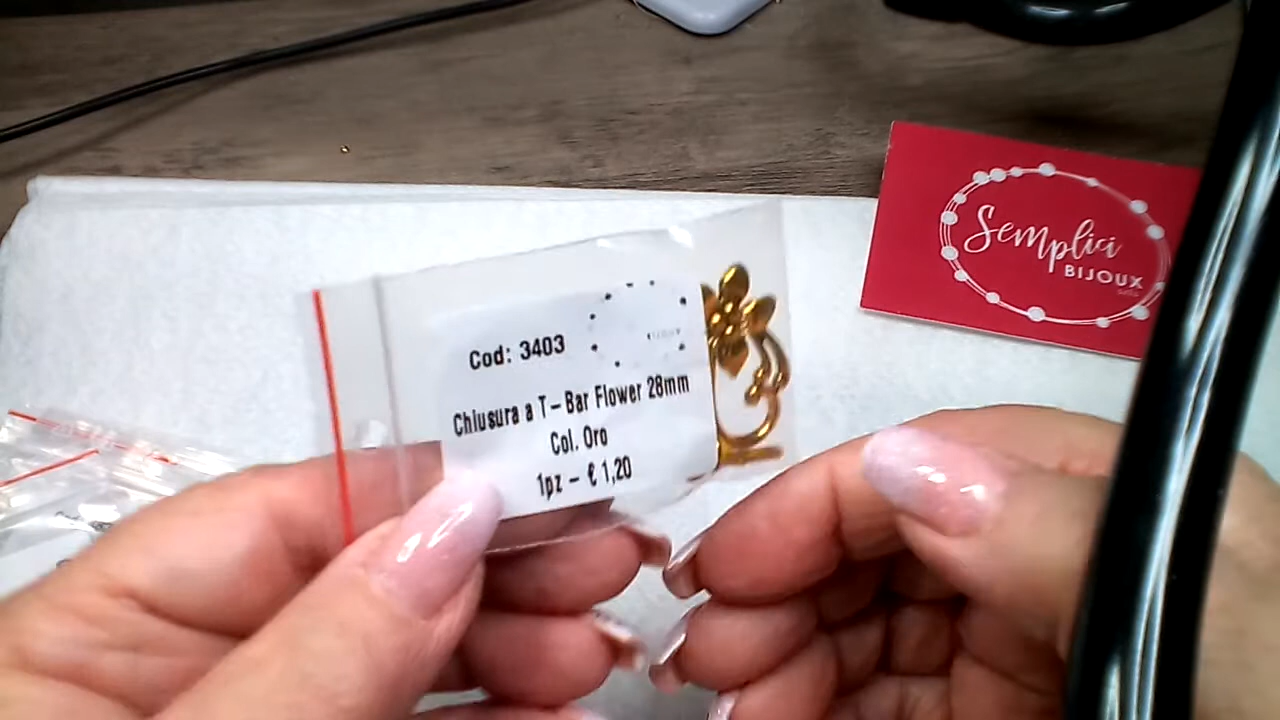 Cod: 3403
Chiusura a T-Bar Flower 28mm
Col. Oro
1pz - € 1,20
Semplici
BIJOUX